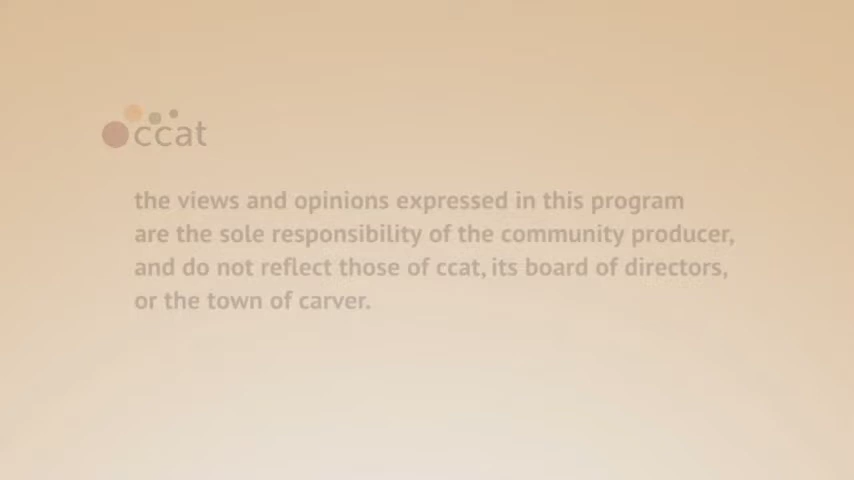 ccat
the views and opinions expressed in this program
are the sole responsibility of the community producer,
and do not reflect those of ccat, its board of directors,
or the town of carver.